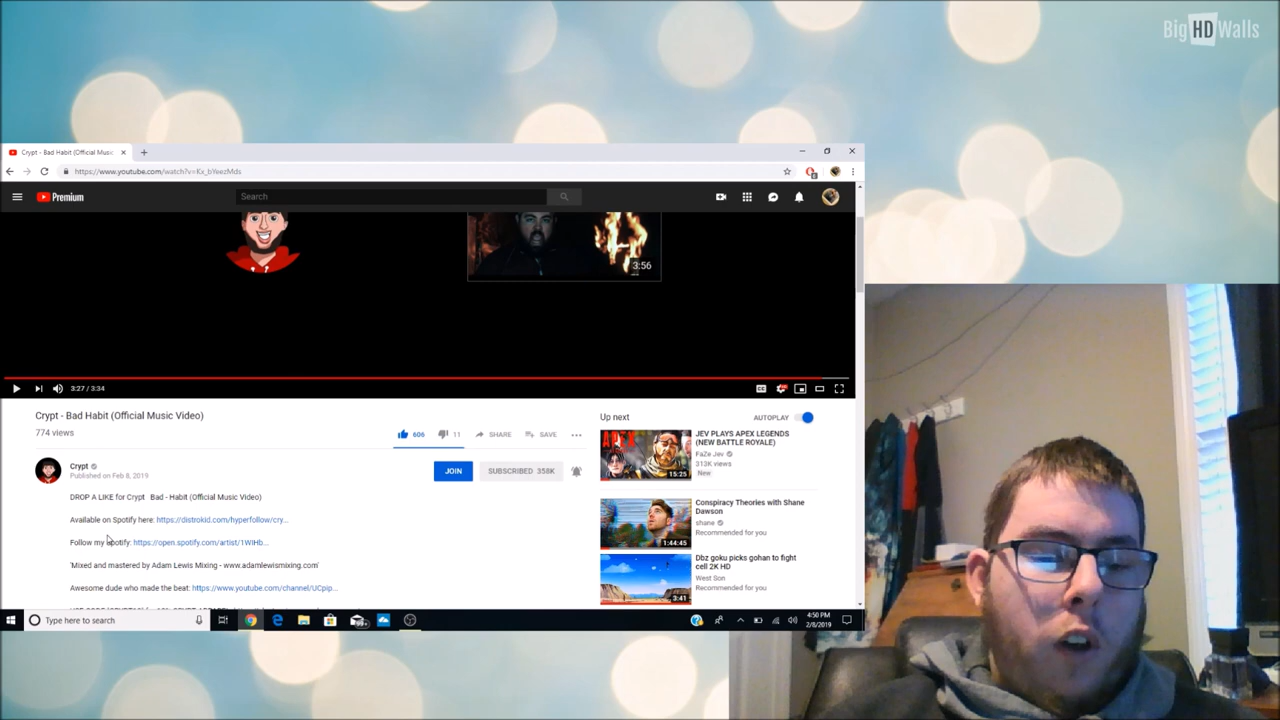 Big HD Walls
Crypt - Bad Habit (Official Music
https://www.youtube.com/watch?v=Kx_bYeezMds
Premium
Search
3:56
3:27 / 3:34
Crypt - Bad Habit (Official Music Video)
774 views
606
11
SHARE
SAVE
Crypt
Published on Feb 8, 2019
JOIN
SUBSCRIBED 358K
DROP A LIKE for Crypt Bad - Habit (Official Music Video)
Available on Spotify here: https://distrokid.com/hyperfollow/cry...
Follow my Spotify: https://open.spotify.com/artist/1WIHb...
'Mixed and mastered by Adam Lewis Mixing - www.adamlewismixing.com'
Awesome dude who made the beat: https://www.youtube.com/channel/UCpip...
Up next
AUTOPLAY
APEX
15:25
JEV PLAYS APEX LEGENDS
(NEW BATTLE ROYALE)
FaZe Jev
313K views
New
1:44:45
Conspiracy Theories with Shane
Dawson
shane
Recommended for you
3:41
Dbz goku picks gohan to fight
cell 2K HD
West Son
Recommended for you
Type here to search
4:50 PM
2/8/2019